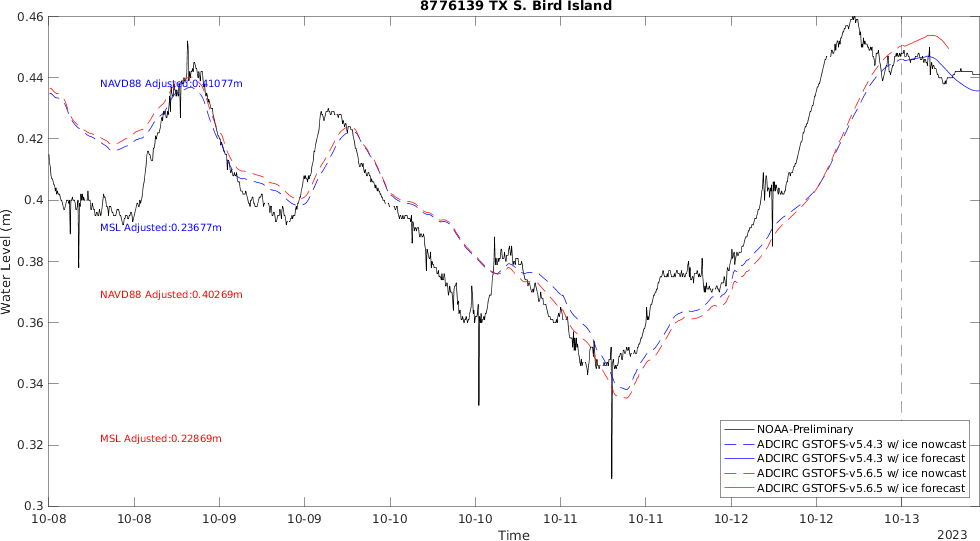 8776139 TX S. Bird Island
0.46
0.44
0.42
0.4
0.38
0.36
0.34
0.32
0.3
Water Level (m)
NAVD88 Adjusted:0.41077m
MSL Adjusted:0.23677m
NAVD88 Adjusted:0.40269m
MSL Adjusted:0.22869m
NOAA-Preliminary
ADCIRC GSTOFS-v5.4.3 w/ ice nowcast
ADCIRC GSTOFS-v5.4.3 w/ ice forecast
ADCIRC GSTOFS-v5.6.5 w/ ice nowcast
ADCIRC GSTOFS-v5.6.5 w/ ice forecast
10-08 10-08 10-09 10-09 10-10 10-10 10-11 10-11 10-12 10-12 10-13
Time
2023